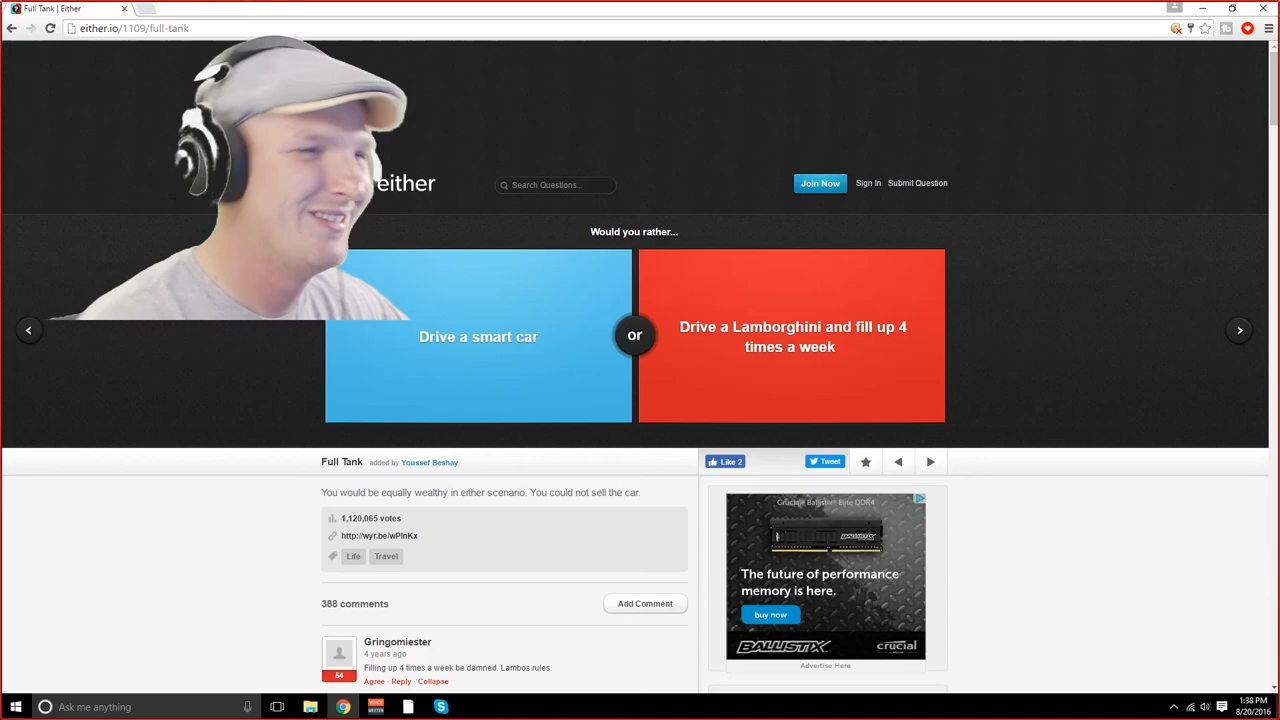 Full Tank | Either
either.io/1109/full-tank
either
Search Questions...
Join Now
Sign In
Submit Question
Would you rather...
Drive a smart car
or
Drive a Lamborghini and fill up 4
times a week
Full Tank added by Youssef Beshay
Like 2
Tweet
You would be equally wealthy in either scenario. You could not sell the car.
1,120,065 votes
http://wyr.be/wPlnKx
Life
Travel
388 comments
Add Comment
Gringomiester
4 years ago
54
Filling up 4 times a week be damned. Lambos rules.
Agree · Reply · Collapse
Crucial® Ballistix® Elite DDR4
BALLISTIX
The future of performance
memory is here.
buy now
BALLISTIX
crucial
Advertise Here
Ask me anything
1:38 PM
8/20/2016